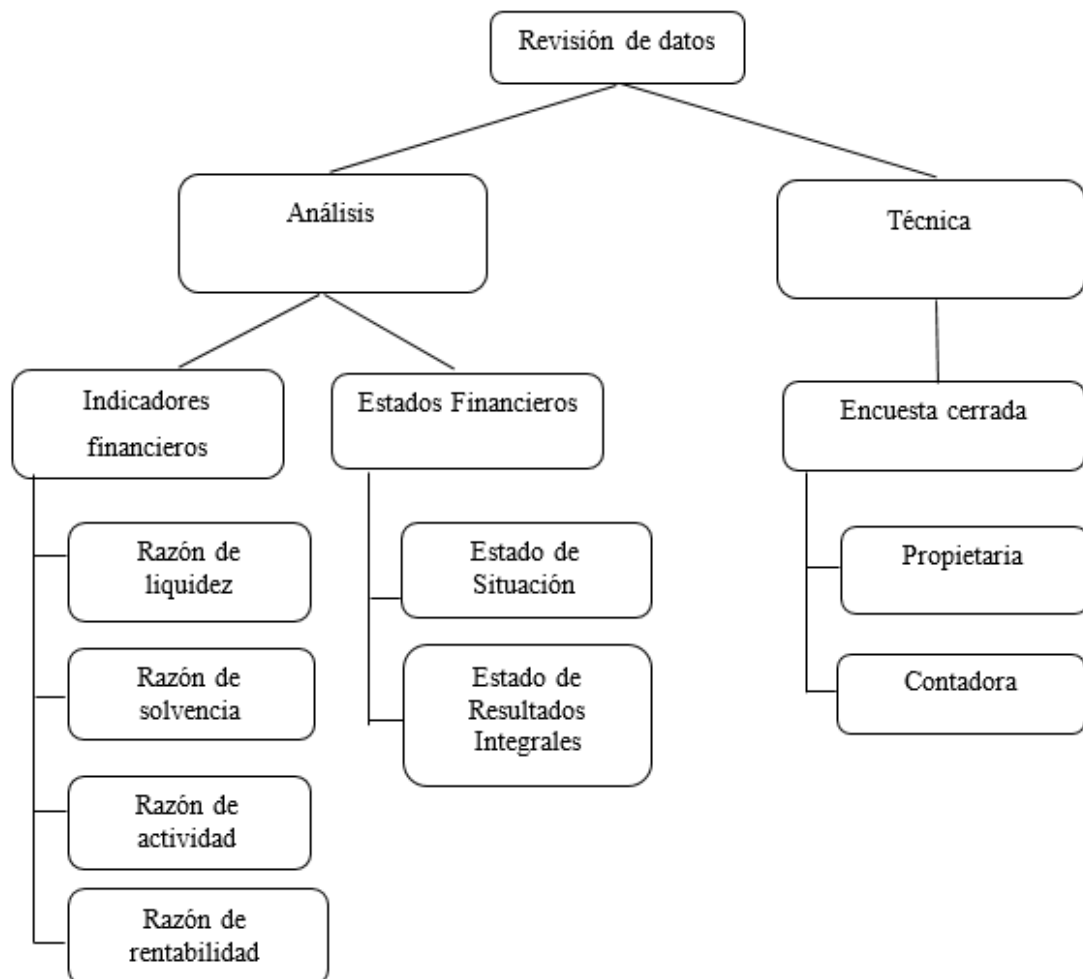 Revisión de datos
Análisis
Técnica
Indicadores
financieros
Estados Financieros
Encuesta cerrada
Razón de
liquidez
Estado de
Situación
Propietaria
Razón de
solvencia
Estado de
Resultados
Integrales
Contadora
Razón de
actividad
Razón de
rentabilidad